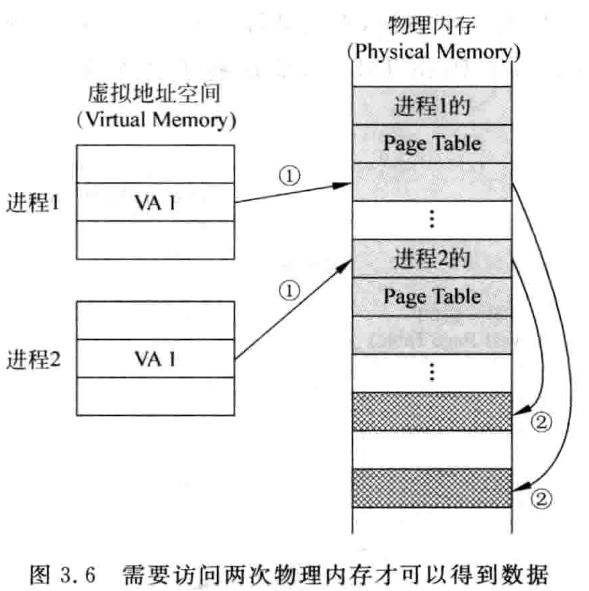 物理内存
(Physical Memory)
虚拟地址空间
(Virtual Memory)
进程1
VA 1
①
进程1的
Page Table
⋮
进程2
VA 1
①
进程2的
Page Table
⋮
②
②
图 3.6 需要访问两次物理内存才可以得到数据